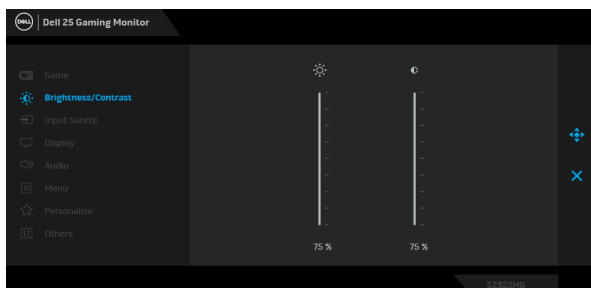 DELL
Dell 25 Gaming Monitor
Game
Brightness/Contrast
Input Source
Display
Audio
Menu
Personalize
Others
75 %
75 %
S2522HG